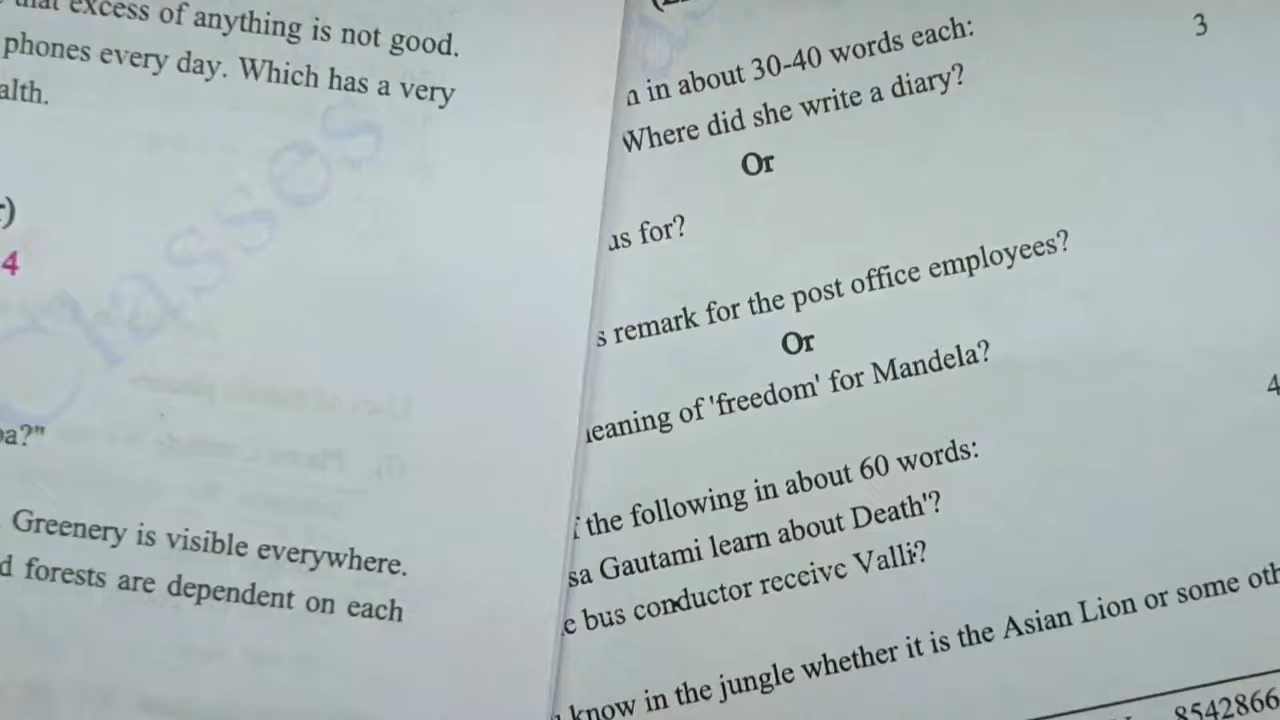 that excess of anything is not good.
phones every day. Which has a very
alth.
4
Classes
pa?"
Greenery is visible everywhere.
d forests are dependent on each
n in about 30-40 words each:
3
Where did she write a diary?
Or
us for?
s remark for the post office employees?
Or
eaning of 'freedom' for Mandela?
4
f the following in about 60 words:
sa Gautami learn about Death'?
e bus conductor receive Valli?
know in the jungle whether it is the Asian Lion or some oth
8542866